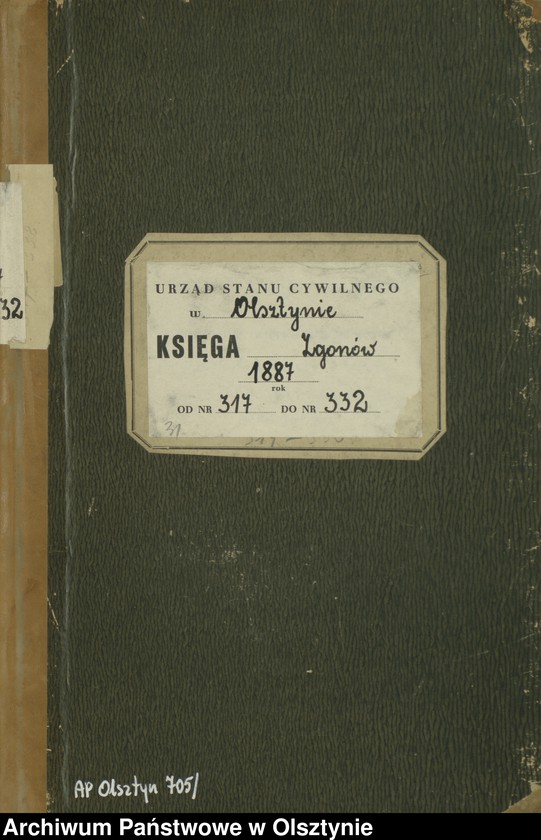 URZĄD STANU CYWILNEGO
w Olsztynie
KSIĘGA Zgonów
1887
rok
OD NR 317 DO NR 332
31
32
AP Olsztyn 705/
Archiwum Państwowe w Olsztynie